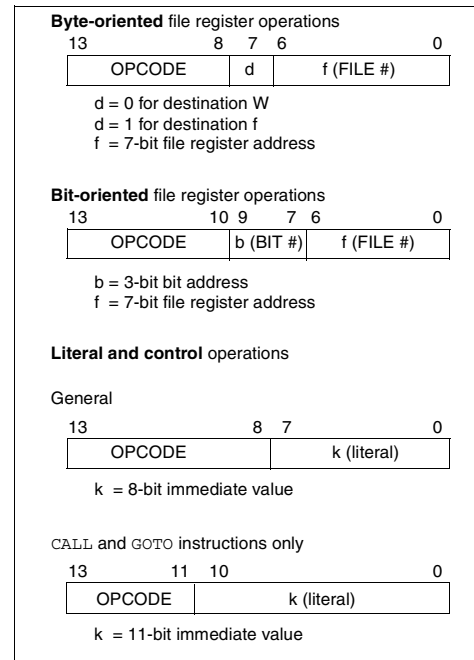 Byte-oriented file register operations
13 8 7 6 0
OPCODE d f (FILE #)
d = 0 for destination W
d = 1 for destination f
f = 7-bit file register address
Bit-oriented file register operations
13 10 9 7 6 0
OPCODE b (BIT #) f (FILE #)
b = 3-bit bit address
f = 7-bit file register address
Literal and control operations
General
13 8 7 0
OPCODE k (literal)
k = 8-bit immediate value
CALL and GOTO instructions only
13 11 10 0
OPCODE k (literal)
k = 11-bit immediate value